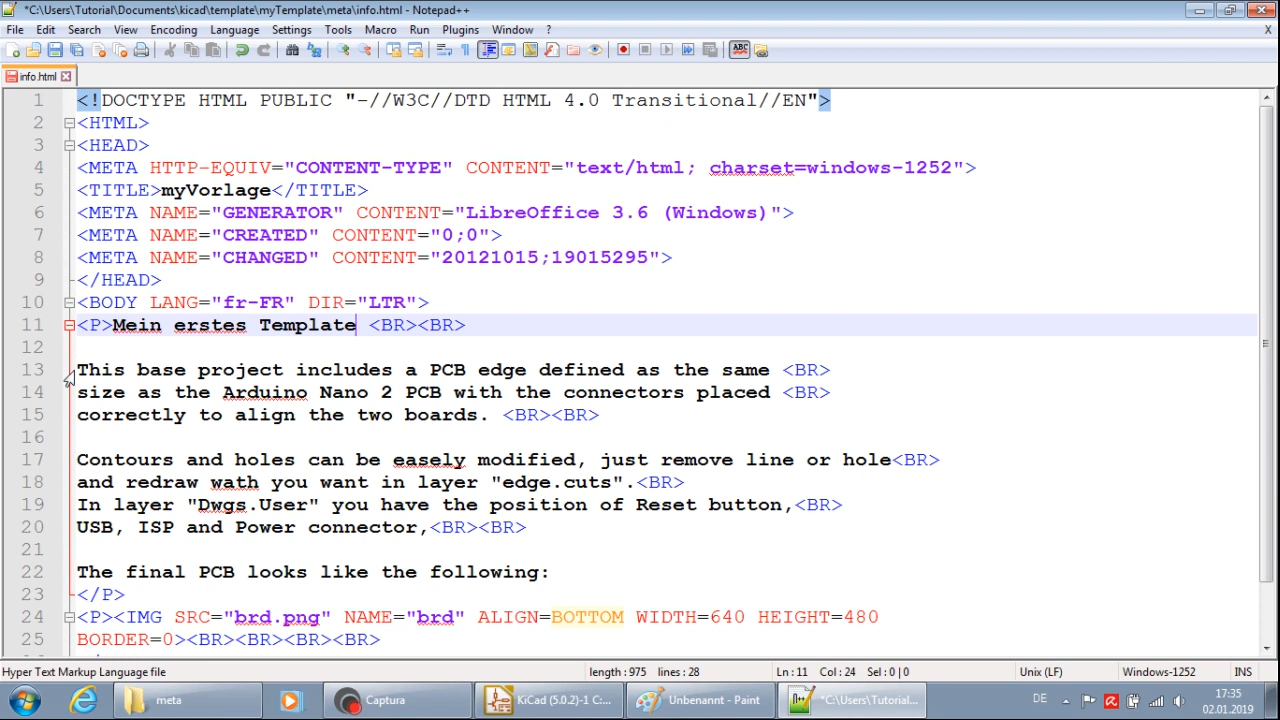 *C:\Users\Tutorial\Documents\kicad\template\myTemplate\meta\info.html - Notepad++
File Edit Search View Encoding Language Settings Tools Macro Run Plugins Window ? X
info.html
1 <!DOCTYPE HTML PUBLIC "-//W3C//DTD HTML 4.0 Transitional//EN">
2 <HTML>
3 <HEAD>
4 <META HTTP-EQUIV="CONTENT-TYPE" CONTENT="text/html; charset=windows-1252">
5 <TITLE>myVorlage</TITLE>
6 <META NAME="GENERATOR" CONTENT="LibreOffice 3.6 (Windows)">
7 <META NAME="CREATED" CONTENT="0;0">
8 <META NAME="CHANGED" CONTENT="20121015;19015295">
9 </HEAD>
10 <BODY LANG="fr-FR" DIR="LTR">
11 <P>Mein erstes Template <BR><BR>
12
13 This base project includes a PCB edge defined as the same <BR>
14 size as the Arduino Nano 2 PCB with the connectors placed <BR>
15 correctly to align the two boards. <BR><BR>
16
17 Contours and holes can be easely modified, just remove line or hole<BR>
18 and redraw wath you want in layer "edge.cuts".<BR>
19 In layer "Dwgs.User" you have the position of Reset button,<BR>
20 USB, ISP and Power connector,<BR><BR>
21
22 The final PCB looks like the following:
23 </P>
24 <P><IMG SRC="brd.png" NAME="brd" ALIGN=BOTTOM WIDTH=640 HEIGHT=480
25 BORDER=0><BR><BR><BR><BR>
Hyper Text Markup Language file length : 975 lines : 28 Ln : 11 Col : 24 Sel : 0 | 0 Unix (LF) Windows-1252 INS
meta Captura KiCad (5.0.2)-1 C:... Unbenannt - Paint *C:\Users\Tutorial... DE 17:35
02.01.2019